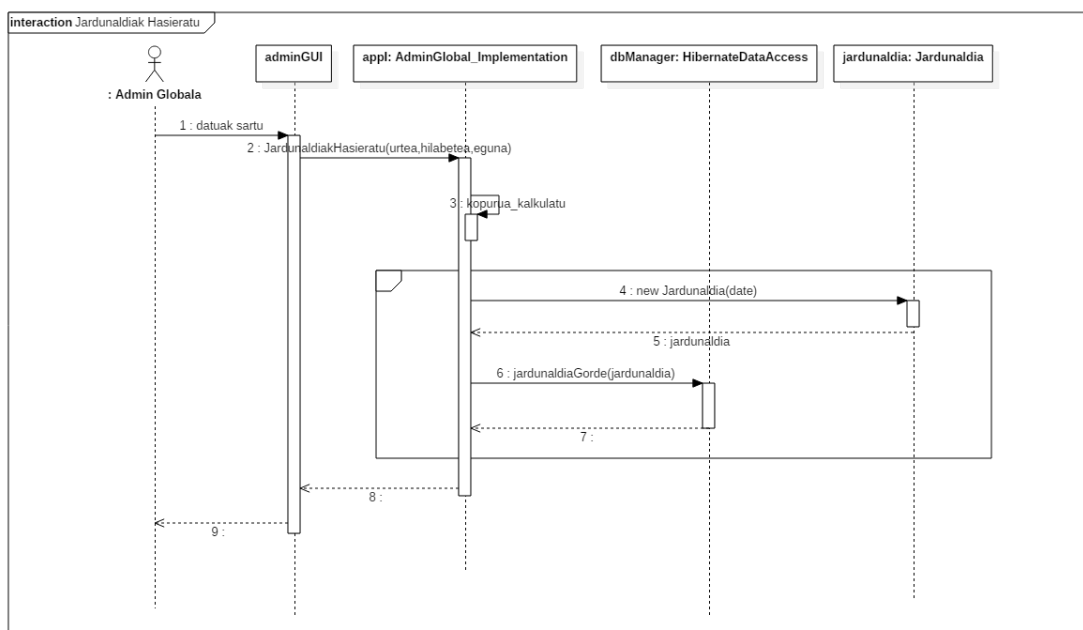 interaction Jardunaldiak Hasieratu
: Admin Globala
adminGUI
appl: AdminGlobal_Implementation
dbManager: HibernateDataAccess
jardunaldia: Jardunaldia
1 : datuak sartu
2 : JardunaldiakHasieratu(urtea,hilabetea,eguna)
3 : kopurua_kalkulatu
4 : new Jardunaldia(date)
5 : jardunaldia
6 : jardunaldiaGorde(jardunaldia)
7 :
8 :
9 :